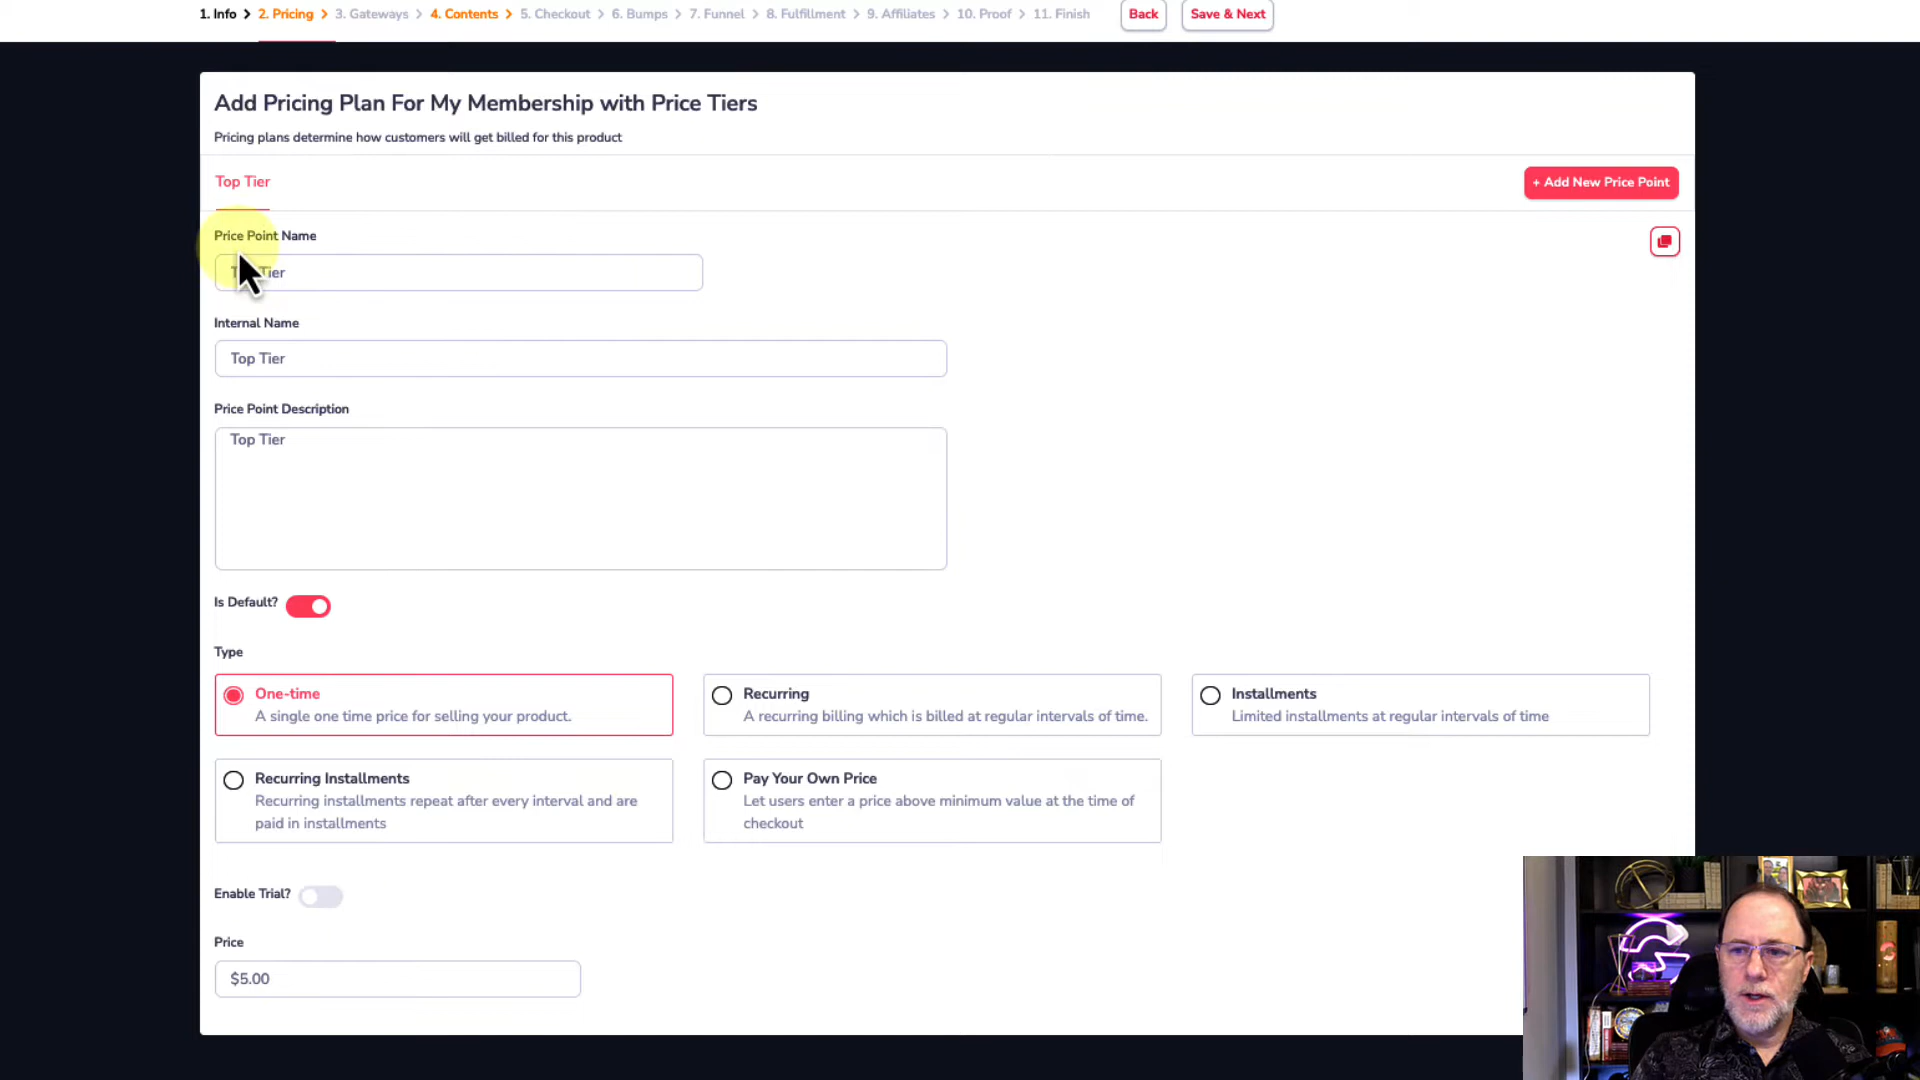 1. Info > 2. Pricing > 3. Gateways > 4. Contents > 5. Checkout > 6. Bumps > 7. Funnel > 8. Fulfillment > 9. Affiliates > 10. Proof > 11. Finish Back Save & Next
Add Pricing Plan For My Membership with Price Tiers
Pricing plans determine how customers will get billed for this product
Top Tier
+ Add New Price Point
Price Point Name
Top Tier
Internal Name
Top Tier
Price Point Description
Top Tier
Is Default?
Type
One-time
A single one time price for selling your product.
Recurring
A recurring billing which is billed at regular intervals of time.
Installments
Limited installments at regular intervals of time
Recurring Installments
Recurring installments repeat after every interval and are
paid in installments
Pay Your Own Price
Let users enter a price above minimum value at the time of
checkout
Enable Trial?
Price
$5.00